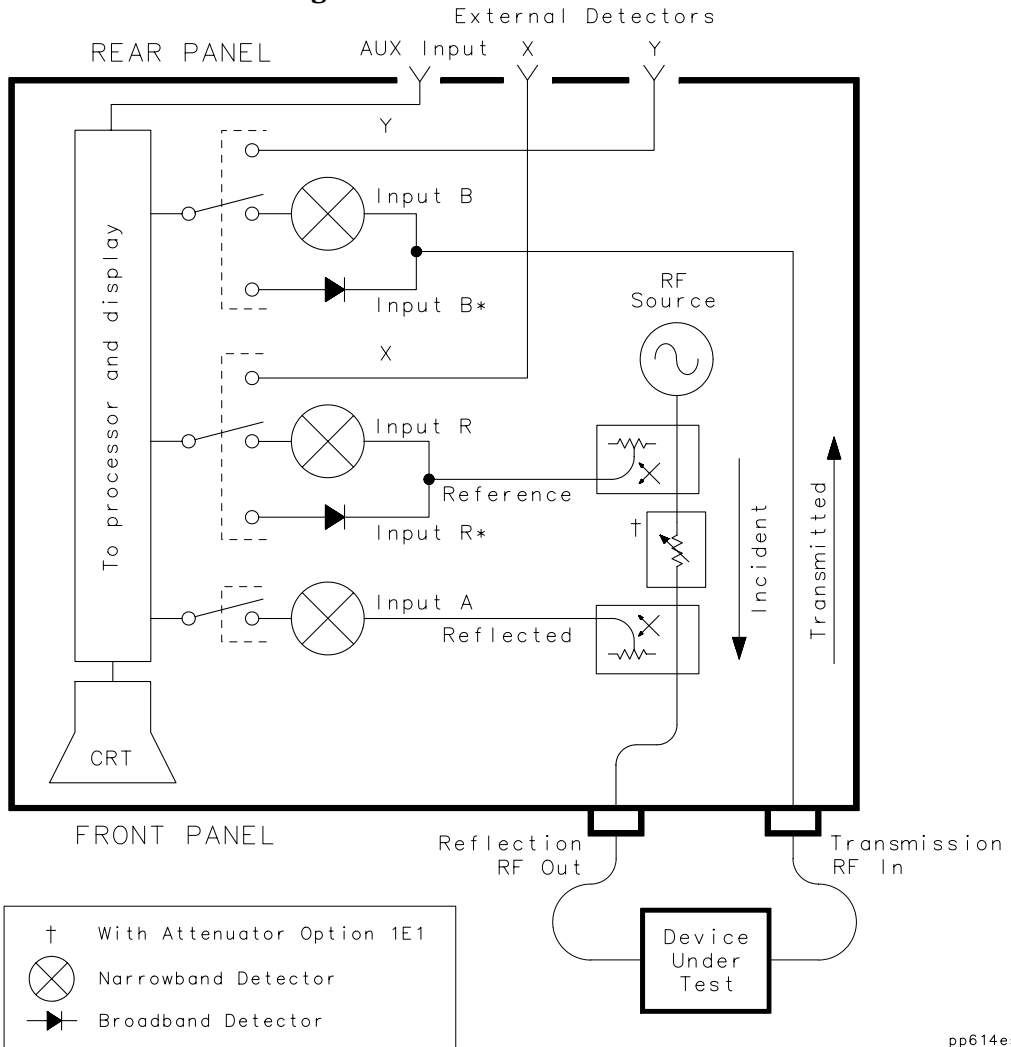 External Detectors
REAR PANEL
AUX Input
X
Y
Y
Input B
Input B*
To processor and display
RF
Source
X
Input R
Reference
Input R*
†
Incident
Transmitted
Input A
Reflected
CRT
FRONT PANEL
Reflection
RF Out
Transmission
RF In
Device
Under
Test
† With Attenuator Option 1E1
Narrowband Detector
Broadband Detector